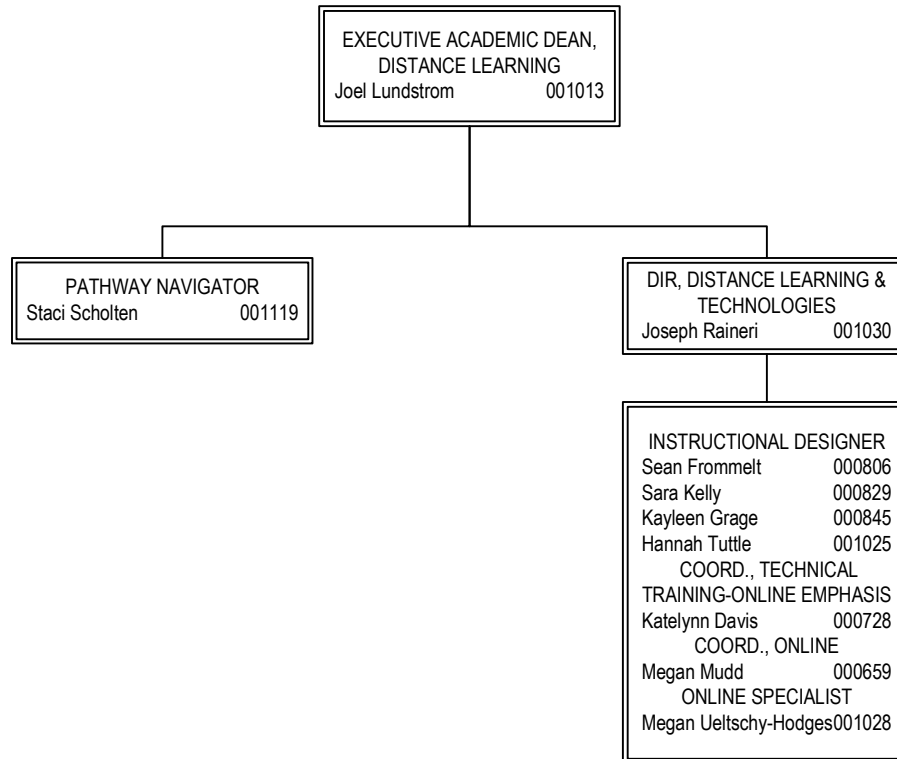 EXECUTIVE ACADEMIC DEAN,
DISTANCE LEARNING
Joel Lundstrom 001013
PATHWAY NAVIGATOR
Staci Scholten 001119
DIR, DISTANCE LEARNING &
TECHNOLOGIES
Joseph Raineri 001030
INSTRUCTIONAL DESIGNER
Sean Frommelt 000806
Sara Kelly 000829
Kayleen Grage 000845
Hannah Tuttle 001025
COORD., TECHNICAL
TRAINING-ONLINE EMPHASIS
Katelynn Davis 000728
COORD., ONLINE
Megan Mudd 000659
ONLINE SPECIALIST
Megan Ueltschy-Hodges001028